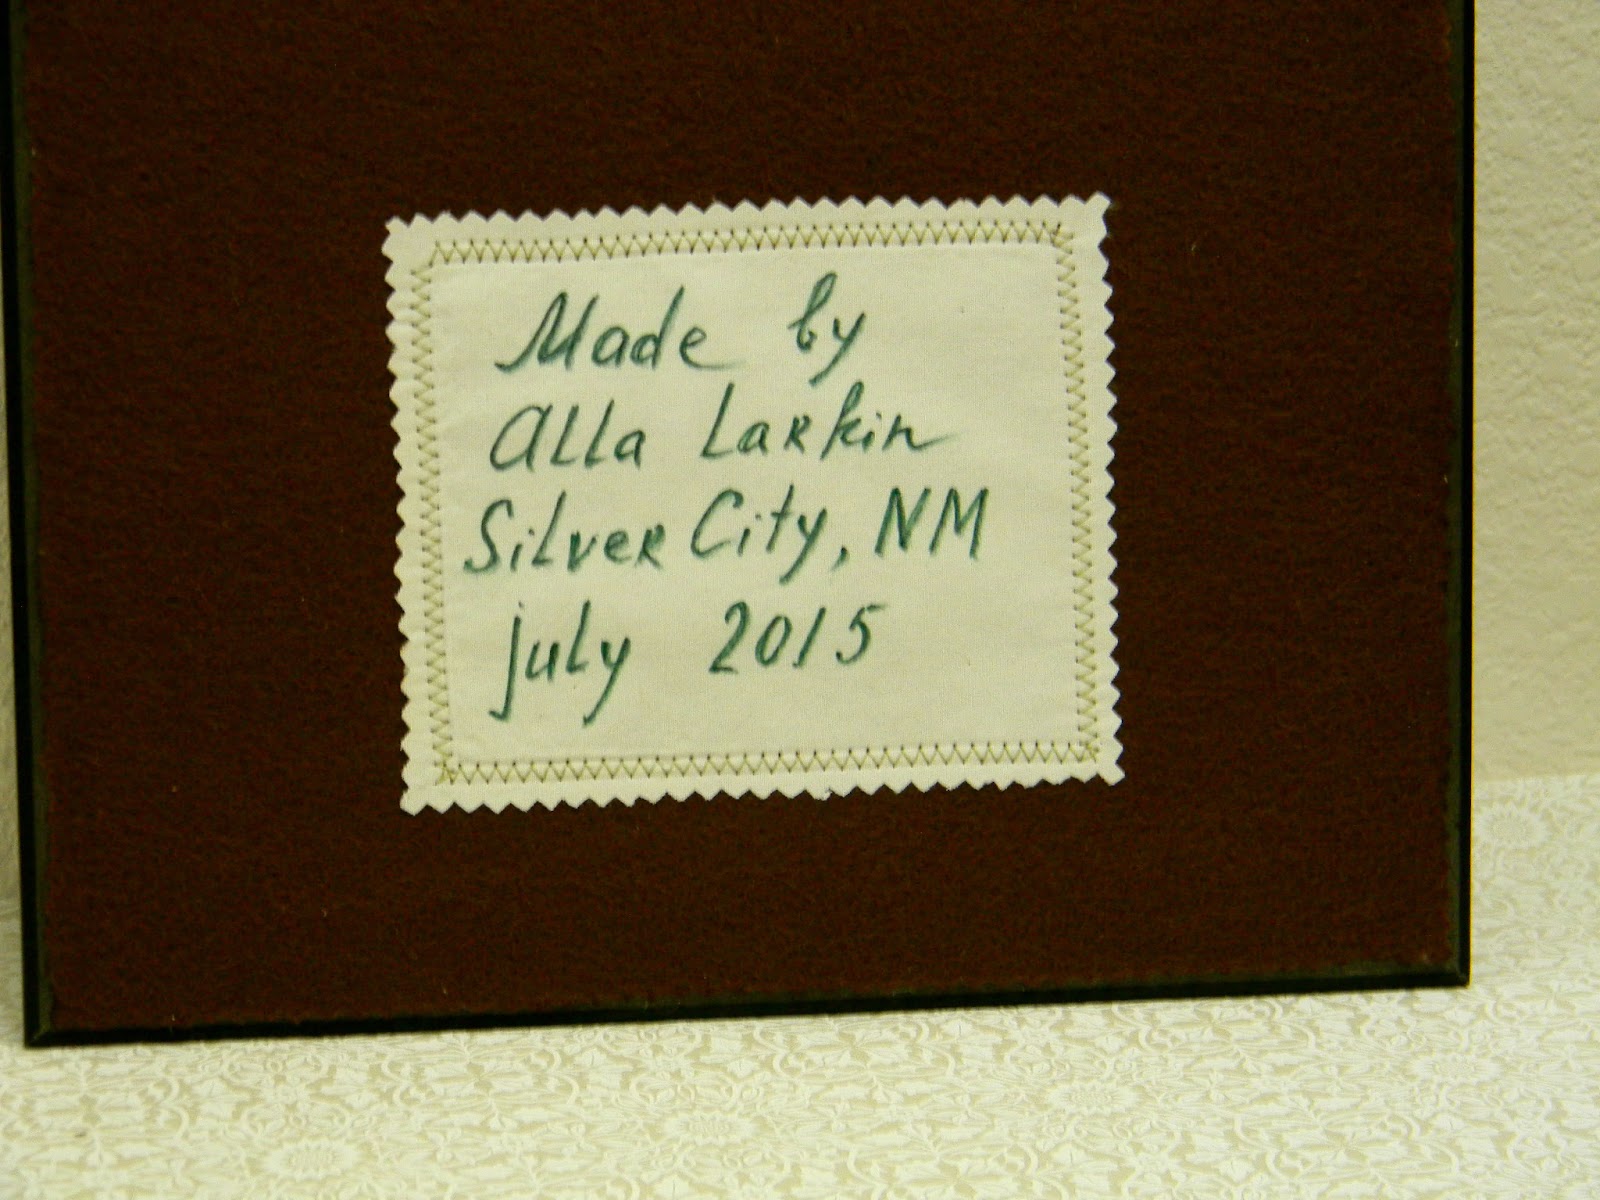 Made by
Alla Larkin
Silver City, NM
july 2015